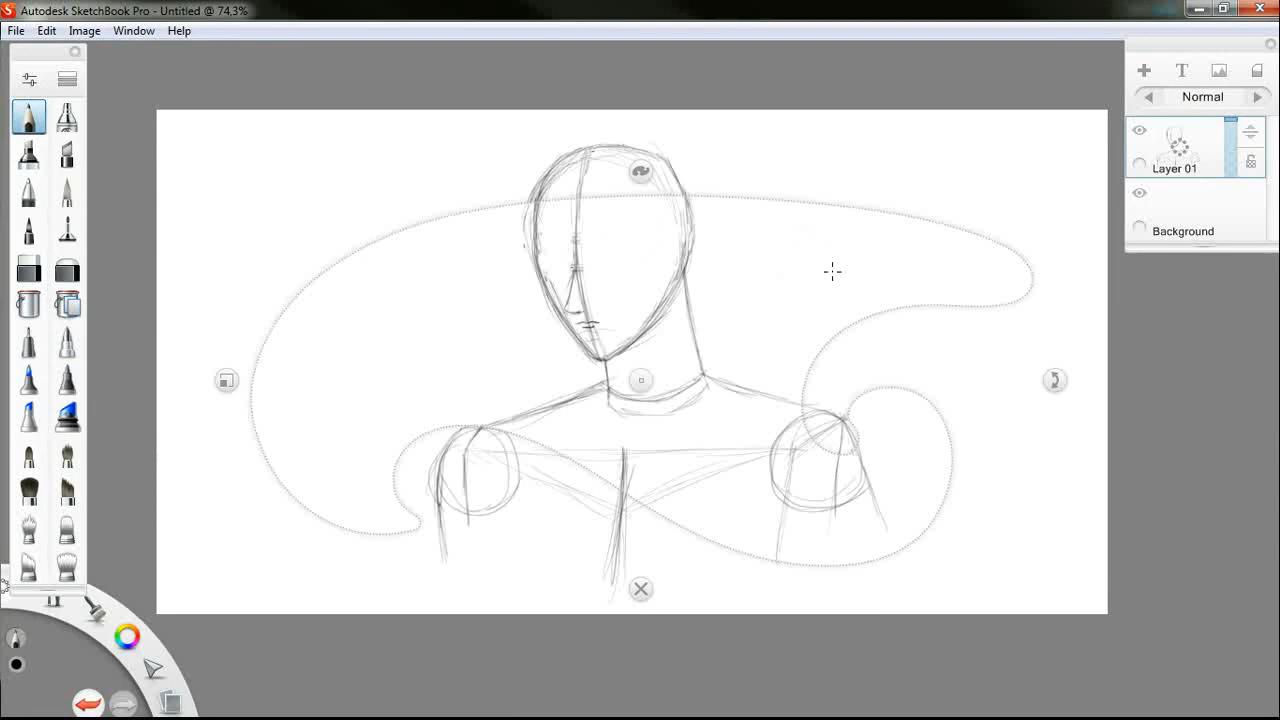 Autodesk SketchBook Pro - Untitled @ 74,3%
File Edit Image Window Help
Normal
Layer 01
Background